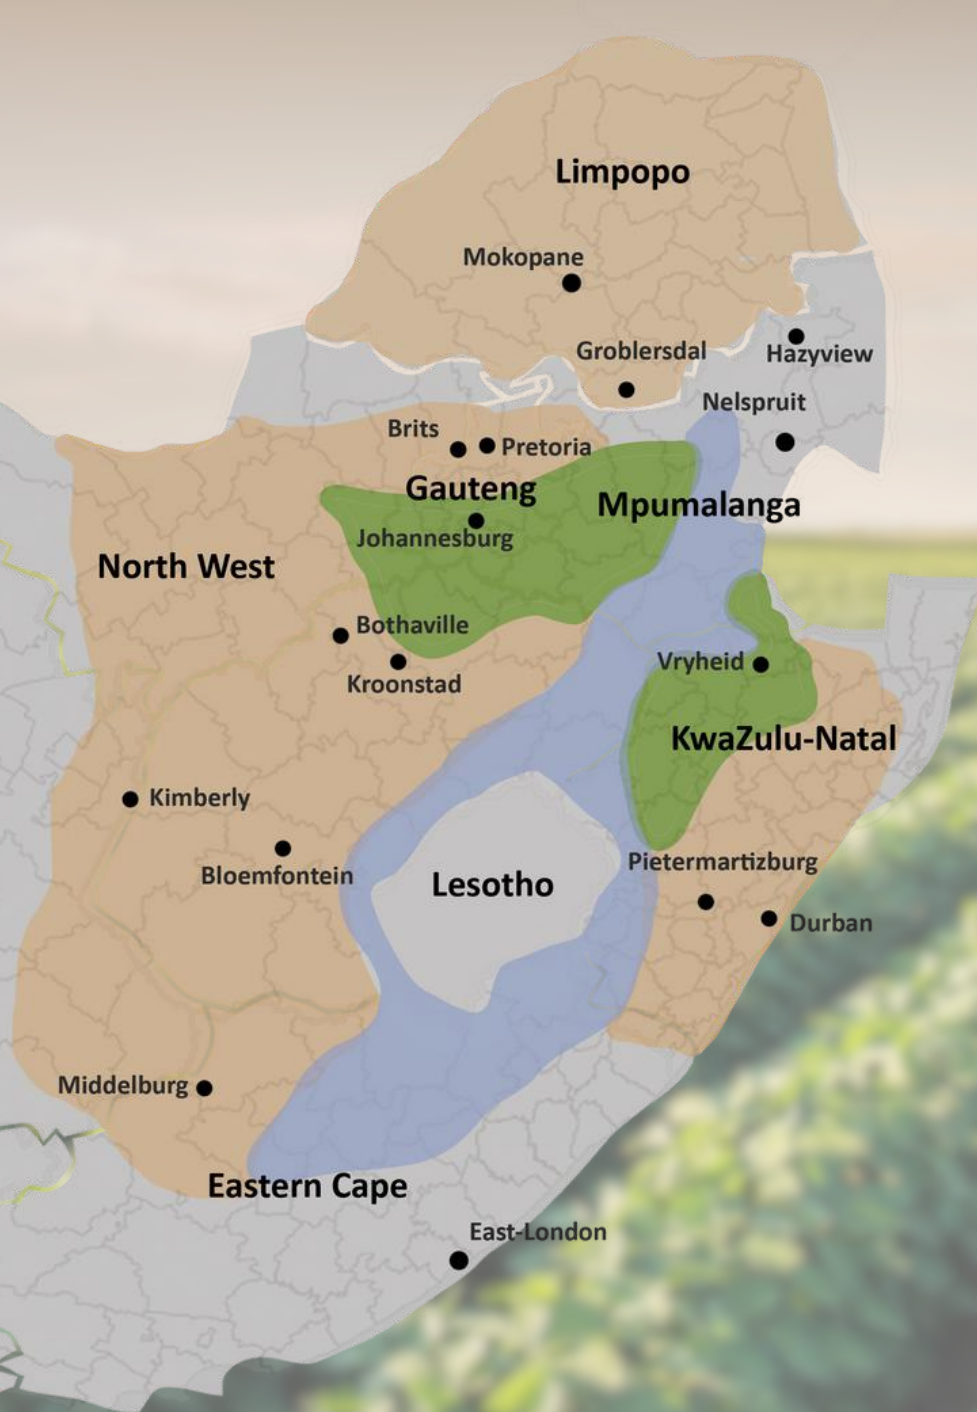 Limpopo
Mokopane
Groblersdal
Hazyview
Nelspruit
Brits
Pretoria
Gauteng
Mpumalanga
Johannesburg
North West
Bothaville
Vryheid
Kroonstad
KwaZulu-Natal
Kimberly
Bloemfontein
Pietermartizburg
Lesotho
Durban
Middelburg
Eastern Cape
East-London